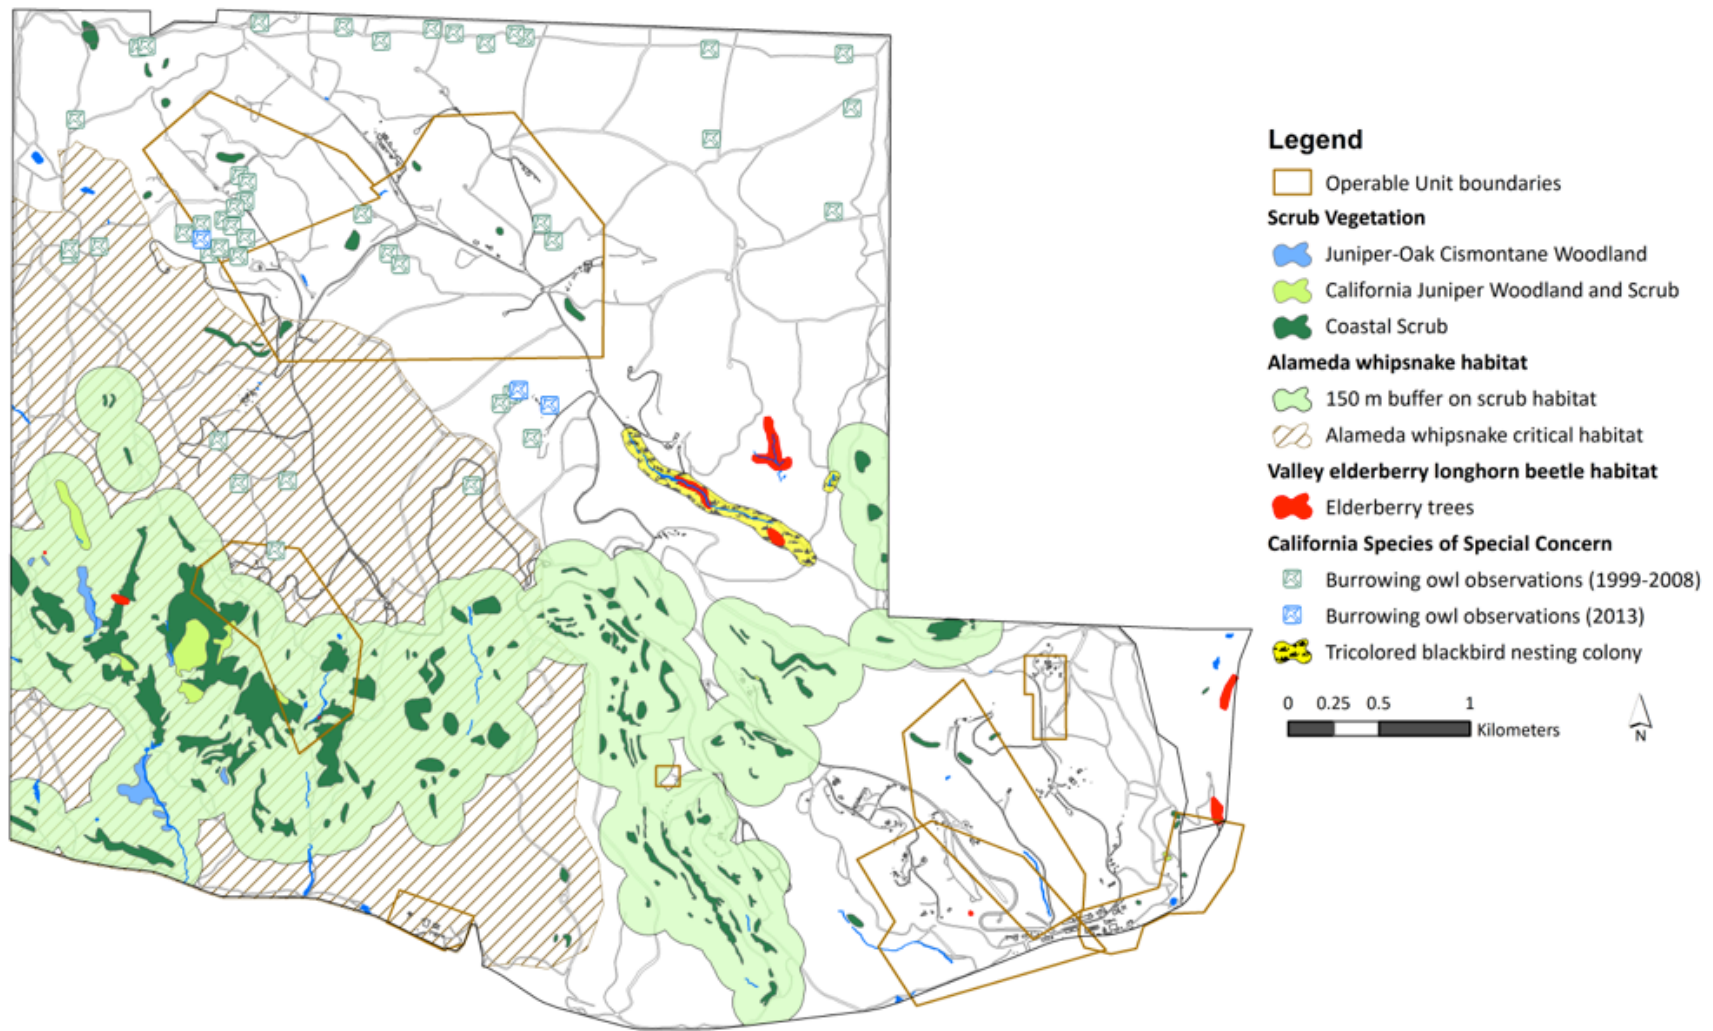 Legend
Operable Unit boundaries
Scrub Vegetation
Juniper-Oak Cismontane Woodland
California Juniper Woodland and Scrub
Coastal Scrub
Alameda whipsnake habitat
150 m buffer on scrub habitat
Alameda whipsnake critical habitat
Valley elderberry longhorn beetle habitat
Elderberry trees
California Species of Special Concern
Burrowing owl observations (1999-2008)
Burrowing owl observations (2013)
Tricolored blackbird nesting colony
0 0.25 0.5 1
Kilometers
N